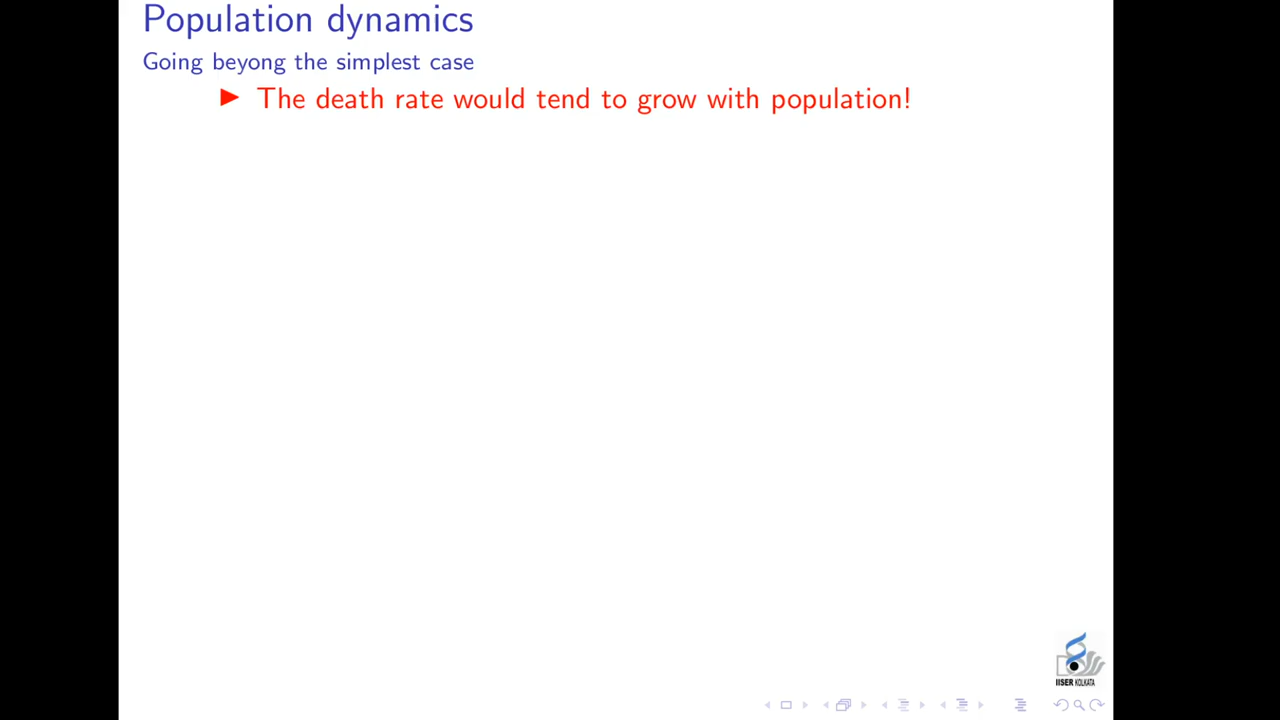 Population dynamics
Going beyong the simplest case
The death rate would tend to grow with population!
IISER KOLKATA